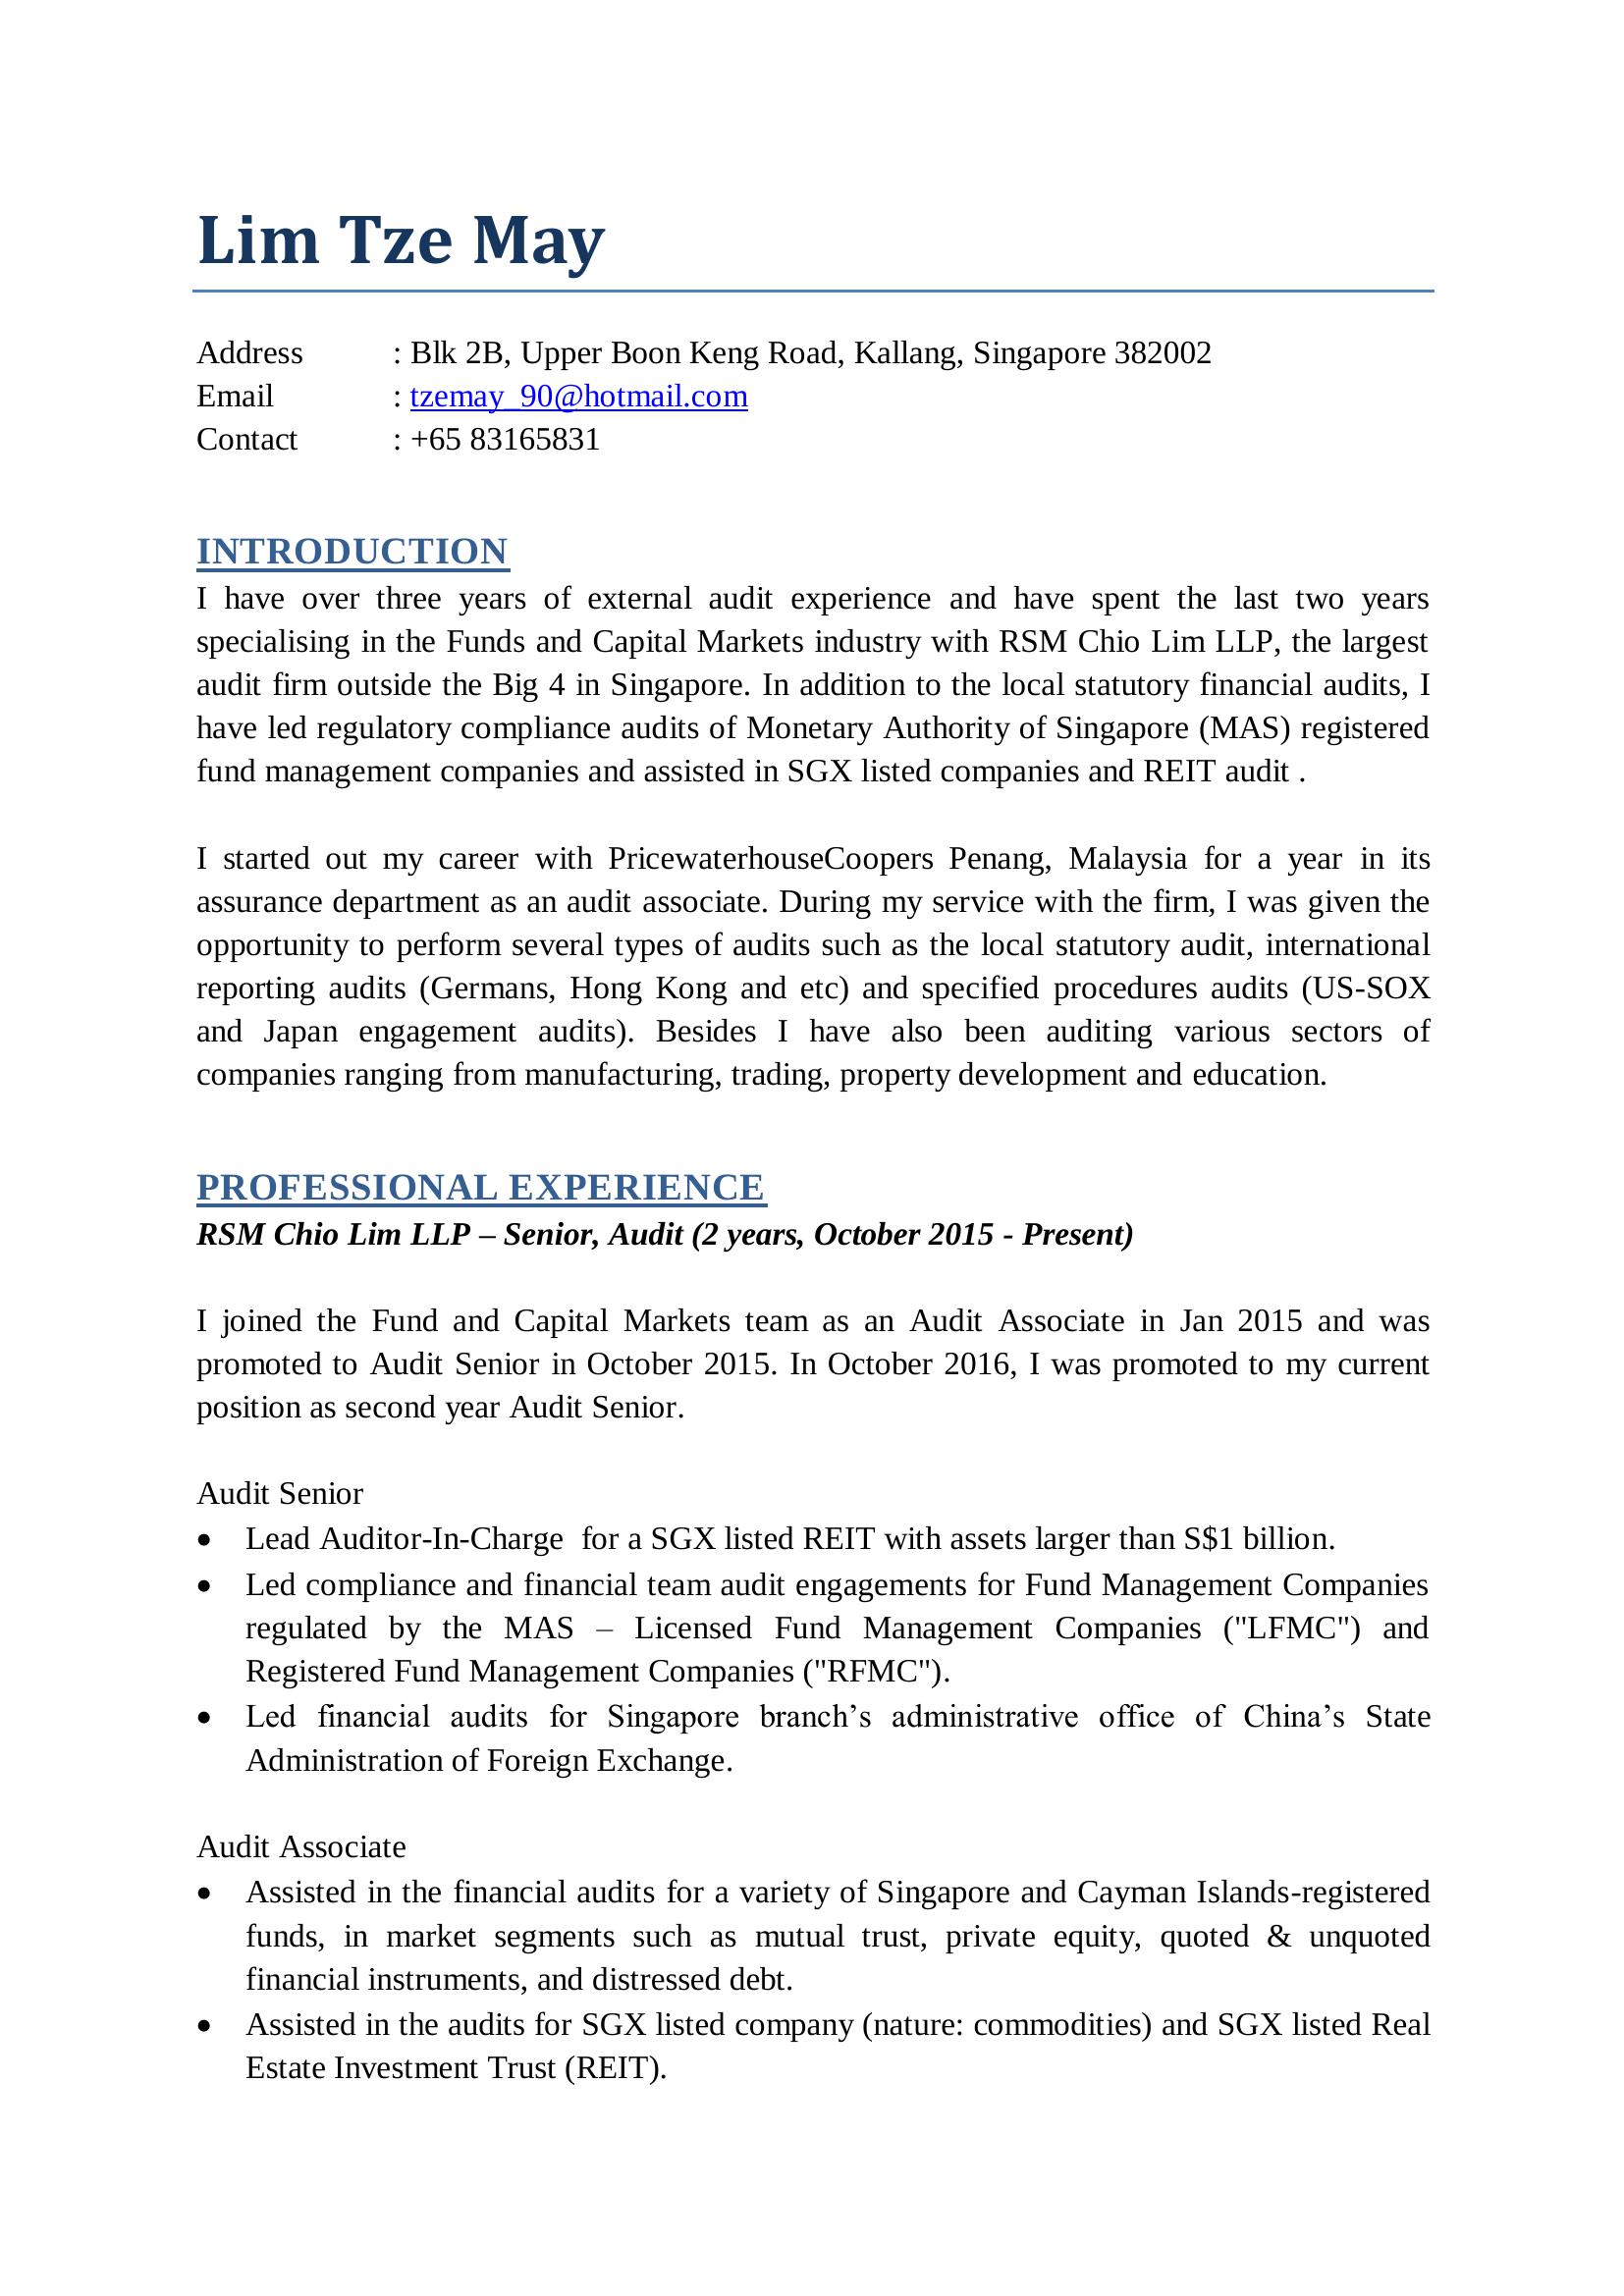 Lim Tze May
Address : Blk 2B, Upper Boon Keng Road, Kallang, Singapore 382002
Email : tzemay_90@hotmail.com
Contact : +65 83165831
INTRODUCTION
I have over three years of external audit experience and have spent the last two years
specialising in the Funds and Capital Markets industry with RSM Chio Lim LLP, the largest
audit firm outside the Big 4 in Singapore. In addition to the local statutory financial audits, I
have led regulatory compliance audits of Monetary Authority of Singapore (MAS) registered
fund management companies and assisted in SGX listed companies and REIT audit .
I started out my career with PricewaterhouseCoopers Penang, Malaysia for a year in its
assurance department as an audit associate. During my service with the firm, I was given the
opportunity to perform several types of audits such as the local statutory audit, international
reporting audits (Germans, Hong Kong and etc) and specified procedures audits (US-SOX
and Japan engagement audits). Besides I have also been auditing various sectors of
companies ranging from manufacturing, trading, property development and education.
PROFESSIONAL EXPERIENCE
RSM Chio Lim LLP – Senior, Audit (2 years, October 2015 - Present)
I joined the Fund and Capital Markets team as an Audit Associate in Jan 2015 and was
promoted to Audit Senior in October 2015. In October 2016, I was promoted to my current
position as second year Audit Senior.
Audit Senior
• Lead Auditor-In-Charge  for a SGX listed REIT with assets larger than S$1 billion.
• Led compliance and financial team audit engagements for Fund Management Companies
regulated by the MAS – Licensed Fund Management Companies ("LFMC") and
Registered Fund Management Companies ("RFMC").
• Led financial audits for Singapore branch’s administrative office of China’s State
Administration of Foreign Exchange.
Audit Associate
• Assisted in the financial audits for a variety of Singapore and Cayman Islands-registered
funds, in market segments such as mutual trust, private equity, quoted & unquoted
financial instruments, and distressed debt.
• Assisted in the audits for SGX listed company (nature: commodities) and SGX listed Real
Estate Investment Trust (REIT).